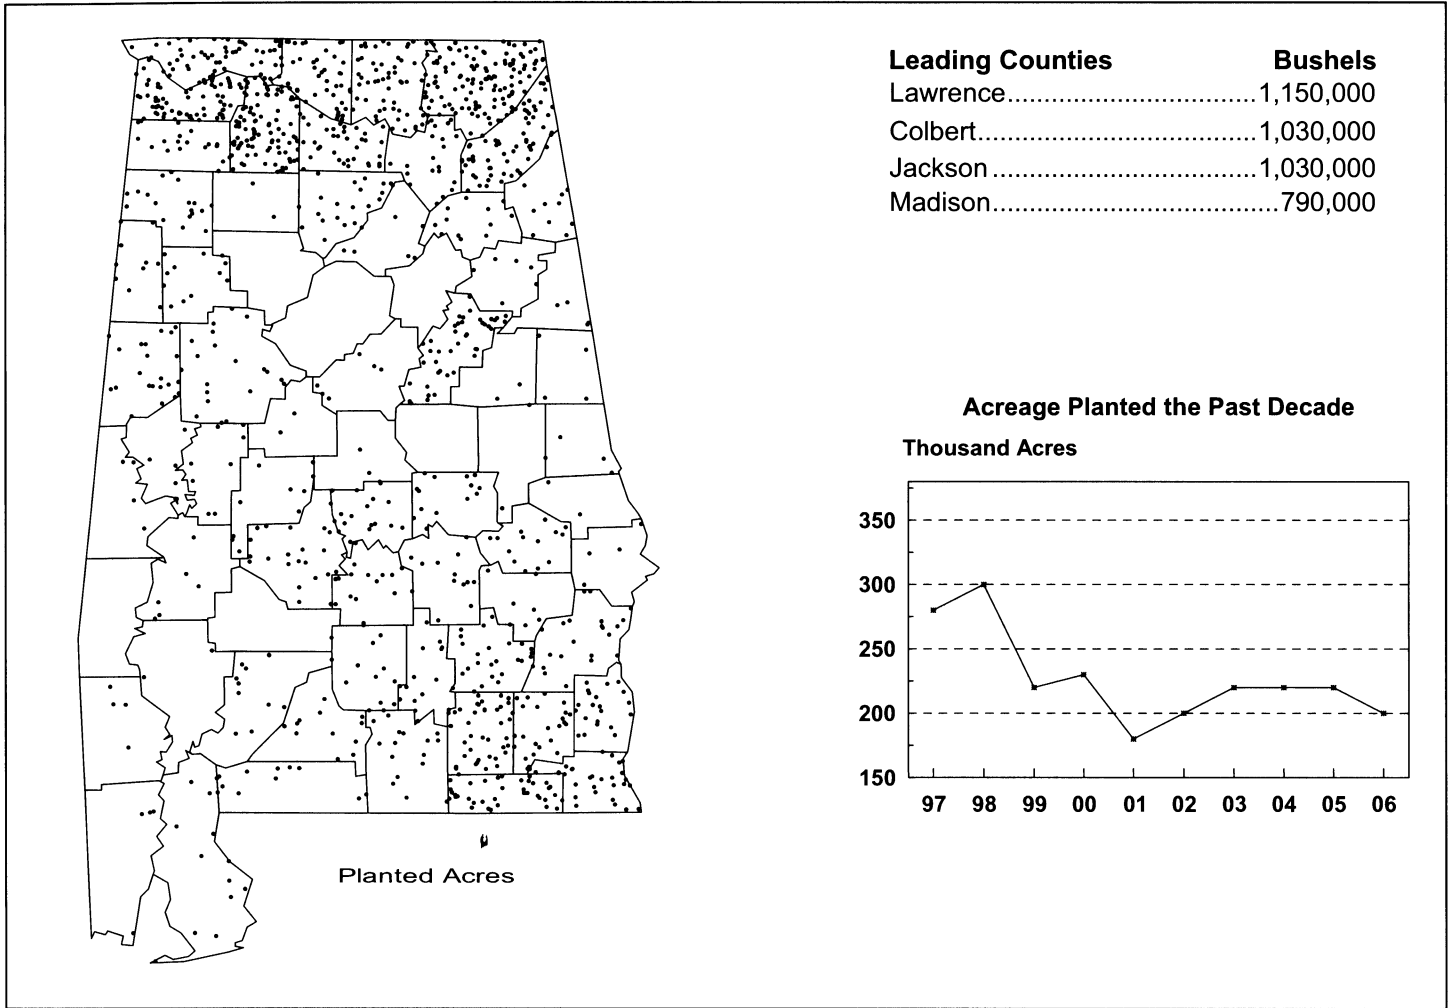 Leading Counties Bushels
Lawrence..................................1,150,000
Colbert......................................1,030,000
Jackson ....................................1,030,000
Madison.......................................790,000
Acreage Planted the Past Decade
Thousand Acres
350
300
250
200
150
97 98 99 00 01 02 03 04 05 06
Planted Acres